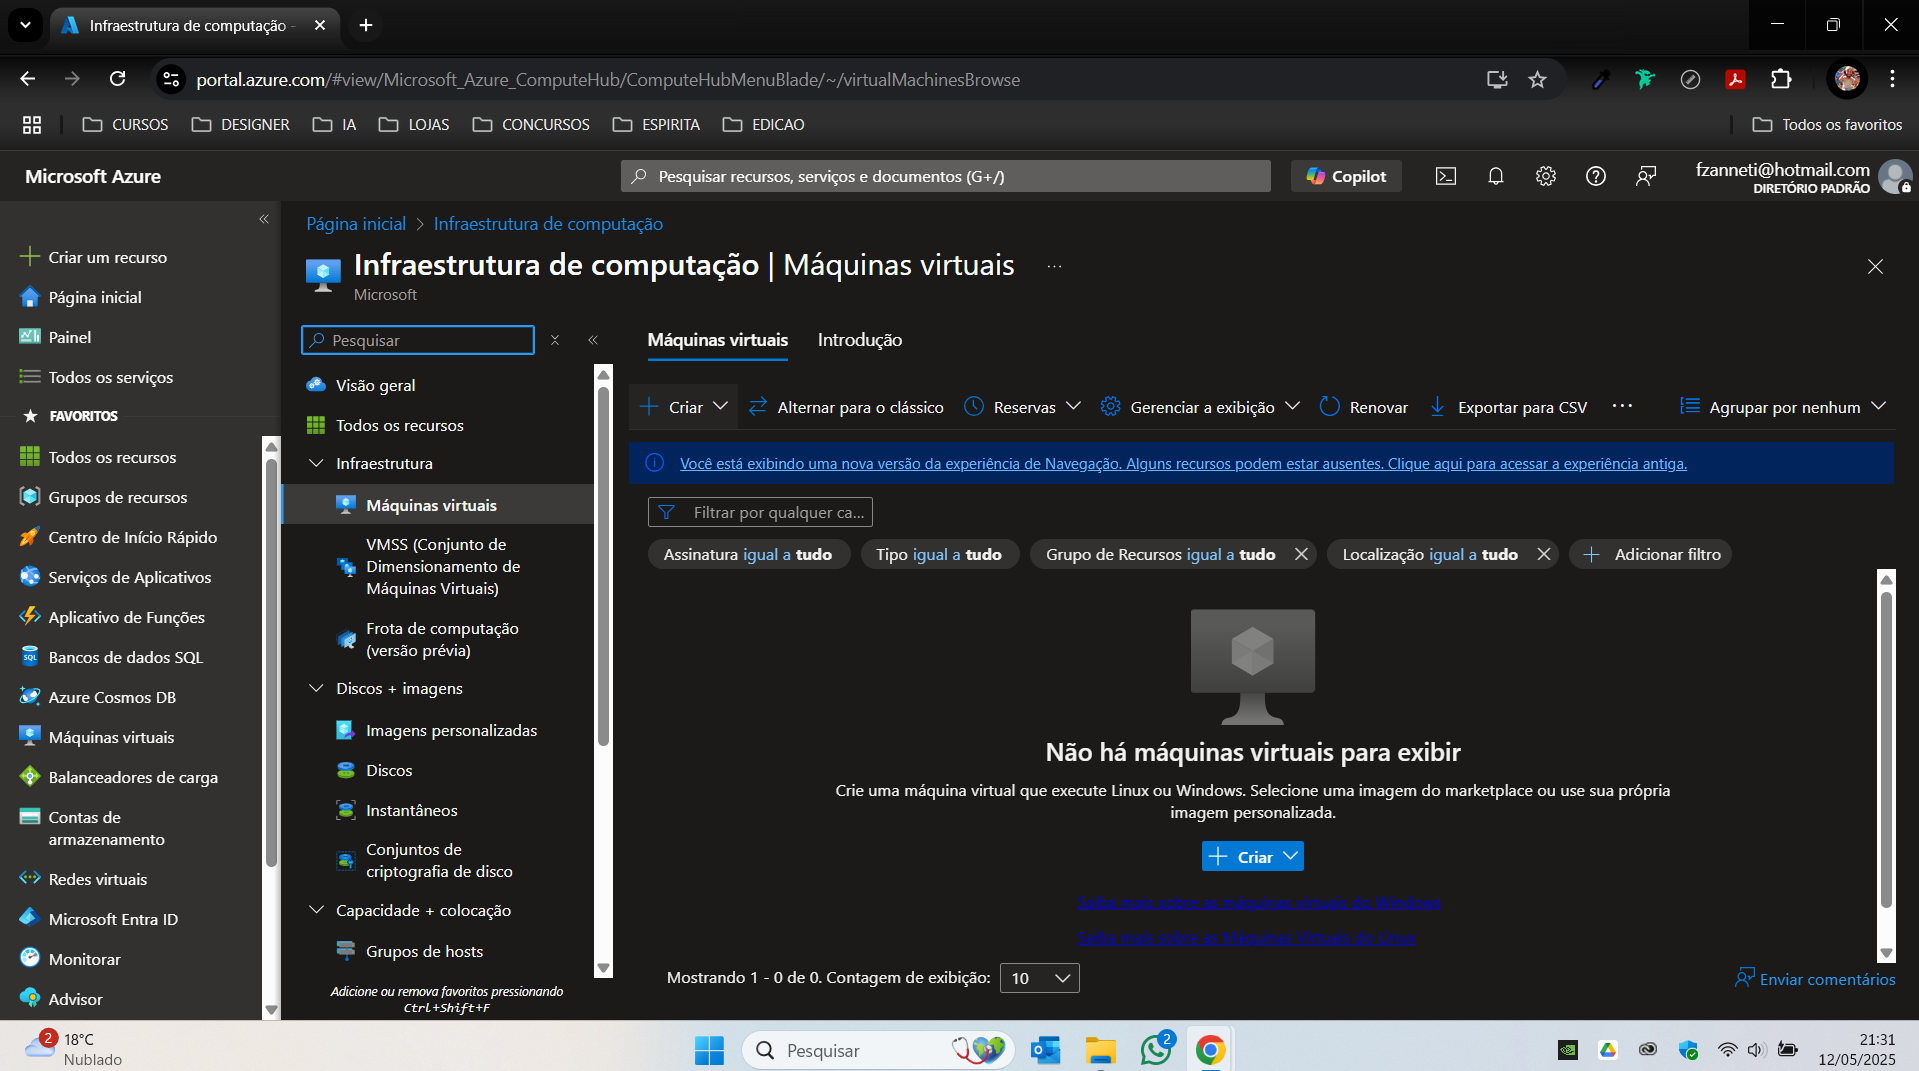 Infraestrutura de computação -
portal.azure.com/#view/Microsoft_Azure_ComputeHub/ComputeHubMenuBlade/~/virtualMachinesBrowse
CURSOS
DESIGNER
IA
LOJAS
CONCURSOS
ESPIRITA
EDICAO
Todos os favoritos
Microsoft Azure
Pesquisar recursos, serviços e documentos (G+/)
Copilot
fzanneti@hotmail.com
DIRETÓRIO PADRÃO
Criar um recurso
Página inicial
Painel
Todos os serviços
FAVORITOS
Todos os recursos
Grupos de recursos
Centro de Início Rápido
Serviços de Aplicativos
Aplicativo de Funções
SQL
Bancos de dados SQL
Azure Cosmos DB
Máquinas virtuais
Balanceadores de carga
Contas de
armazenamento
Redes virtuais
Microsoft Entra ID
Monitorar
Advisor
Página inicial > Infraestrutura de computação
Infraestrutura de computação | Máquinas virtuais ...
Microsoft
Pesquisar
Visão geral
Todos os recursos
Infraestrutura
Máquinas virtuais
VMSS (Conjunto de
Dimensionamento de
Máquinas Virtuais)
Frota de computação
(versão prévia)
Discos + imagens
Imagens personalizadas
Discos
Instantâneos
Conjuntos de
criptografia de disco
Capacidade + colocação
Grupos de hosts
Adicione ou remova favoritos pressionando
Ctrl+Shift+F
Máquinas virtuais
Introdução
Criar
Alternar para o clássico
Reservas
Gerenciar a exibição
Renovar
Exportar para CSV
...
Agrupar por nenhum
Você está exibindo uma nova versão da experiência de Navegação. Alguns recursos podem estar ausentes. Clique aqui para acessar a experiência antiga.
Filtrar por qualquer ca...
Assinatura igual a tudo
Tipo igual a tudo
Grupo de Recursos igual a tudo
Localização igual a tudo
Adicionar filtro
Não há máquinas virtuais para exibir
Crie uma máquina virtual que execute Linux ou Windows. Selecione uma imagem do marketplace ou use sua própria
imagem personalizada.
Criar
Saiba mais sobre as máquinas virtuais do Windows
Saiba mais sobre as Máquinas Virtuais do Linux
Mostrando 1 - 0 de 0. Contagem de exibição:
10
Enviar comentários
2
18°C
Nublado
Pesquisar
2
21:31
12/05/2025